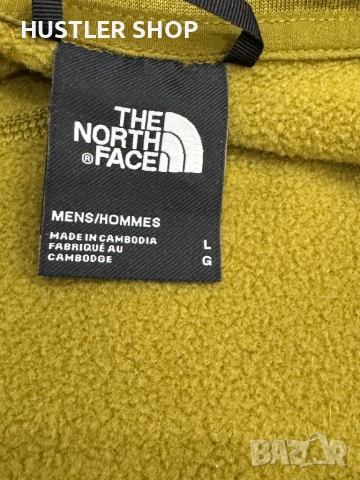 HUSTLER SHOP
THE
NORTH
® FACE
MENS/HOMMES
MADE IN CAMBODIA
FABRIQUÉ AU
CAMBODGE
L
G
BAZAR